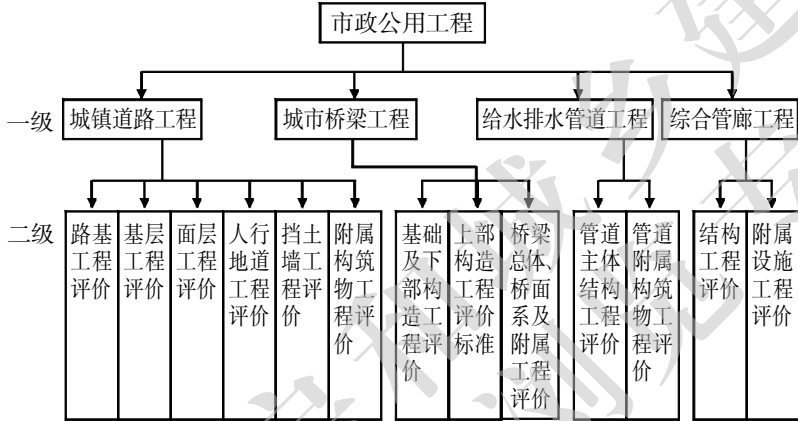 市政公用工程
一级
城镇道路工程
城市桥梁工程
给水排水管道工程
综合管廊工程
二级
路基
工程
评价
基层
工程
评价
面层
工程
评价
人行
地道
工程
评价
挡土
墙工
程评
价
附属
构筑
物工
程评
价
基础
及下
部构
造工
程评
价
上部
构造
工程
评价
标准
桥梁
总体、
桥面
系及
附属
工程
评价
管道
主体
结构
工程
评价
管道
附属
构筑
物工
程评
价
结构
工程
评价
附属
设施
工程
评价
和城乡建
浏览